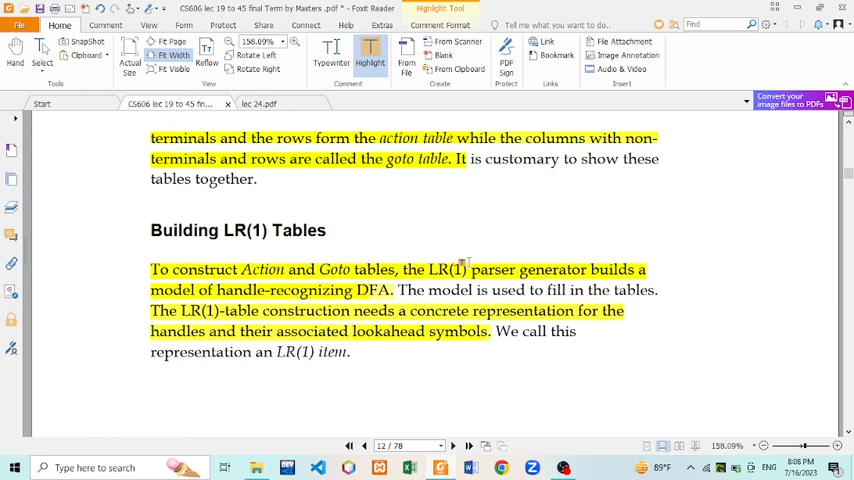 CS606 lec 19 to 45 final Term by Masters .pdf * - Foxit Reader
Highlight Tool
File Home Comment View Form Protect Share Help Extras Format Tell me what you want to do.. Find
SnapShot
Clipboard
Hand Select
Tools
Actual Size
Fit Page
Fit Width
Fit Visible
Reflow
158.09%
Rotate Left
Rotate Right
View
Typewriter Highlight
Comment
From File
From Scanner
Blank
From Clipboard
Create
PDF Sign
Protect
Link
Bookmark
Links
File Attachment
Image Annotation
Audio & Video
Insert
Start CS606 lec 19 to 45 final Term by Masters... lec 24.pdf
Convert your image files to PDFs
terminals and the rows form the action table while the columns with non-
terminals and rows are called the goto table. It is customary to show these
tables together.
Building LR(1) Tables
To construct Action and Goto tables, the LR(1) parser generator builds a
model of handle-recognizing DFA. The model is used to fill in the tables.
The LR(1)-table construction needs a concrete representation for the
handles and their associated lookahead symbols. We call this
representation an LR(1) item.
12 / 78
158.09%
Type here to search
89°F
ENG
8:08 PM
7/16/2023